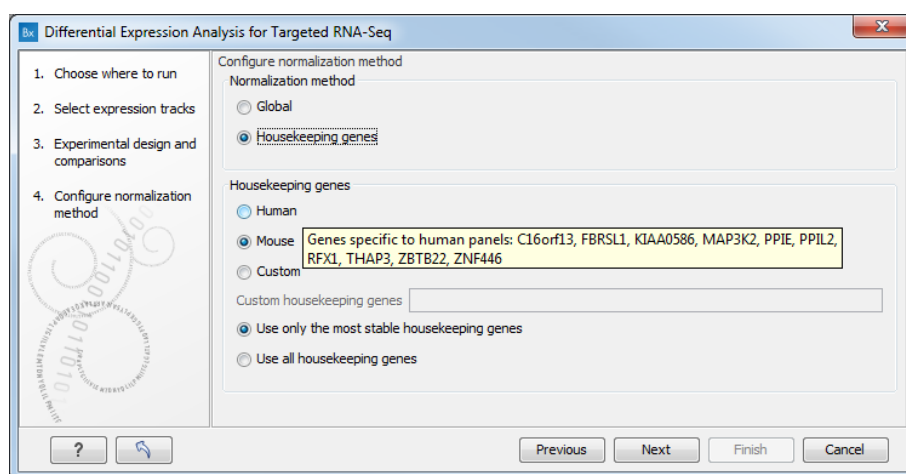 Bx Differential Expression Analysis for Targeted RNA-Seq
X
1. Choose where to run
2. Select expression tracks
3. Experimental design and
comparisons
4. Configure normalization
method
Configure normalization method
Normalization method
Global
Housekeeping genes
Housekeeping genes
Human
Mouse
Genes specific to human panels: C16orf13, FBRSL1, KIAA0586, MAP3K2, PPIE, PPIL2,
RFX1, THAP3, ZBTB22, ZNF446
Custom
Custom housekeeping genes
Use only the most stable housekeeping genes
Use all housekeeping genes
?
Previous
Next
Finish
Cancel